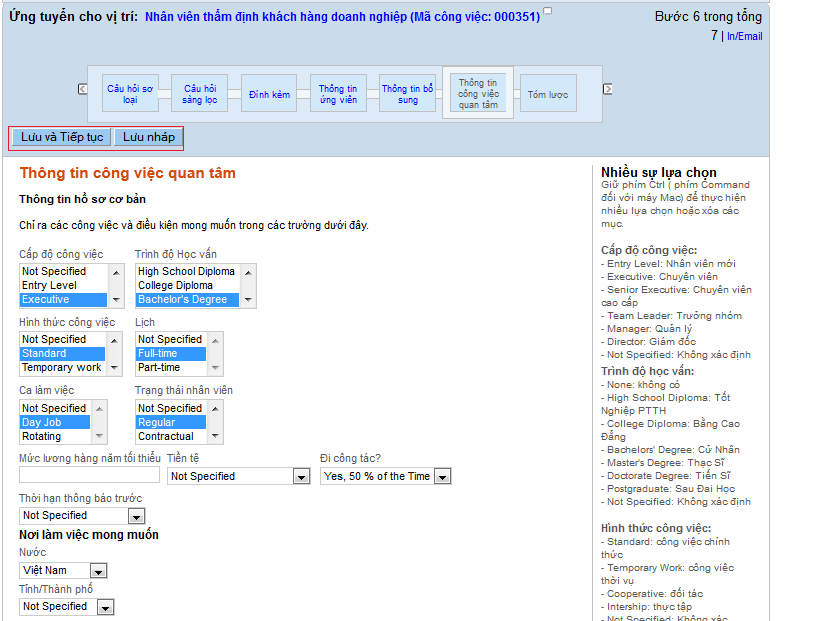 Ứng tuyển cho vị trí: Nhân viên thẩm định khách hàng doanh nghiệp (Mã công việc: 000351)
Bước 6 trong tổng
7 | In/Email
Câu hỏi sơ
loại
Câu hỏi
sàng lọc
Đính kèm
Thông tin
ứng viên
Thông tin bổ
sung
Thông tin
công việc
quan tâm
Tóm lược
Lưu và Tiếp tục
Lưu nháp
Thông tin công việc quan tâm
Thông tin hồ sơ cơ bản
Chỉ ra các công việc và điều kiện mong muốn trong các trường dưới đây.
Cấp độ công việc
Trình độ Học vấn
Not Specified
Entry Level
Executive
High School Diploma
College Diploma
Bachelor's Degree
Hình thức công việc
Lịch
Not Specified
Standard
Temporary work
Not Specified
Full-time
Part-time
Ca làm việc
Trạng thái nhân viên
Not Specified
Day Job
Rotating
Not Specified
Regular
Contractual
Mức lương hàng năm tối thiểu
Tiền tệ
Đi công tác?
Not Specified
Yes, 50 % of the Time
Thời hạn thông báo trước
Not Specified
Nơi làm việc mong muốn
Nước
Việt Nam
Tỉnh/Thành phố
Not Specified
Nhiều sự lựa chọn
Giữ phím Ctrl ( phím Command
đối với máy Mac) để thực hiện
nhiều lựa chọn hoặc xóa các
mục.
Cấp độ công việc:
- Entry Level: Nhân viên mới
- Executive: Chuyên viên
- Senior Executive: Chuyên viên
cao cấp
- Team Leader: Trưởng nhóm
- Manager: Quản lý
- Director: Giám đốc
- Not Specified: Không xác định
Trình độ học vấn:
- None: không có
- High School Diploma: Tốt
Nghiệp PTTH
- College Diploma: Bằng Cao
Đẳng
- Bachelors' Degree: Cử Nhân
- Master's Degree: Thạc Sĩ
- Doctorate Degree: Tiến Sĩ
- Postgraduate: Sau Đại Học
- Not Specified: Không xác định
Hình thức công việc:
- Standard: công việc chính
thức
- Temporary Work: công việc
thời vụ
- Cooperative: đối tác
- Intership: thực tập
- Not Specified: Không xác